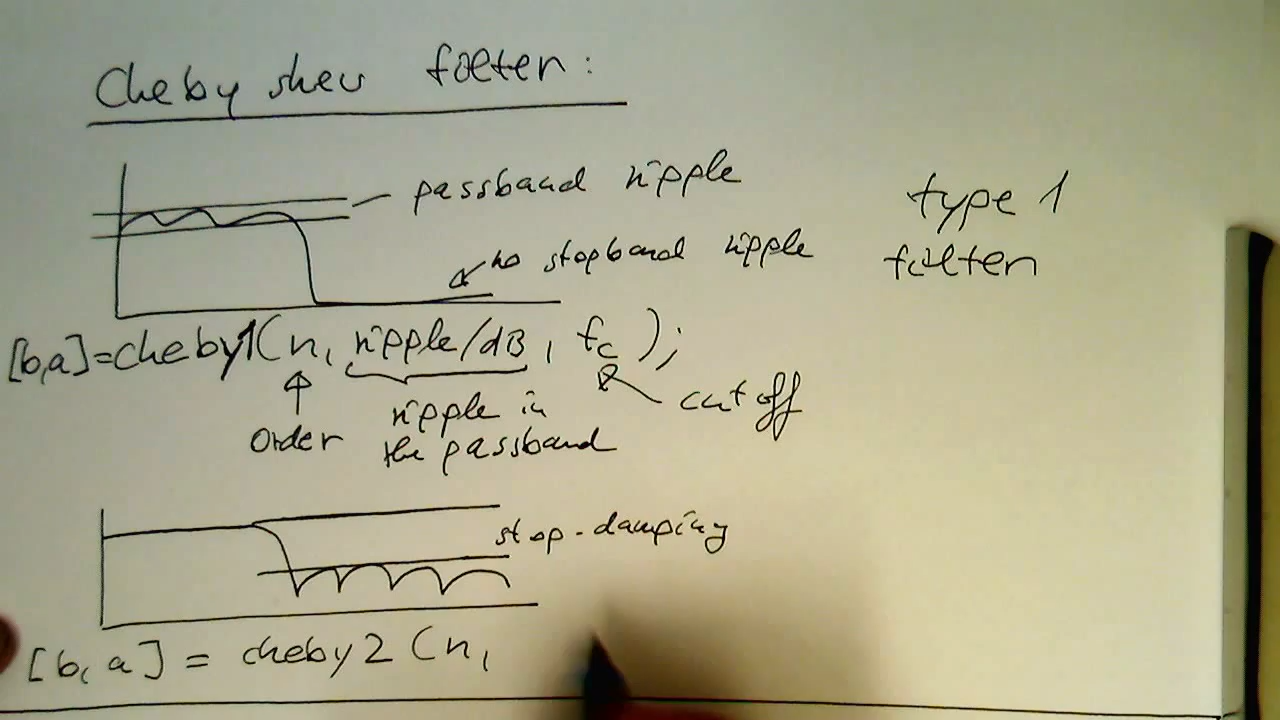 Chebyshev filter:
passband ripple
type 1
filter
no stopband ripple
[b,a]=cheby1(n, ripple/dB, fc);
order
ripple in
the passband
cutoff
stop-damping
[b, a] = cheby2(n,